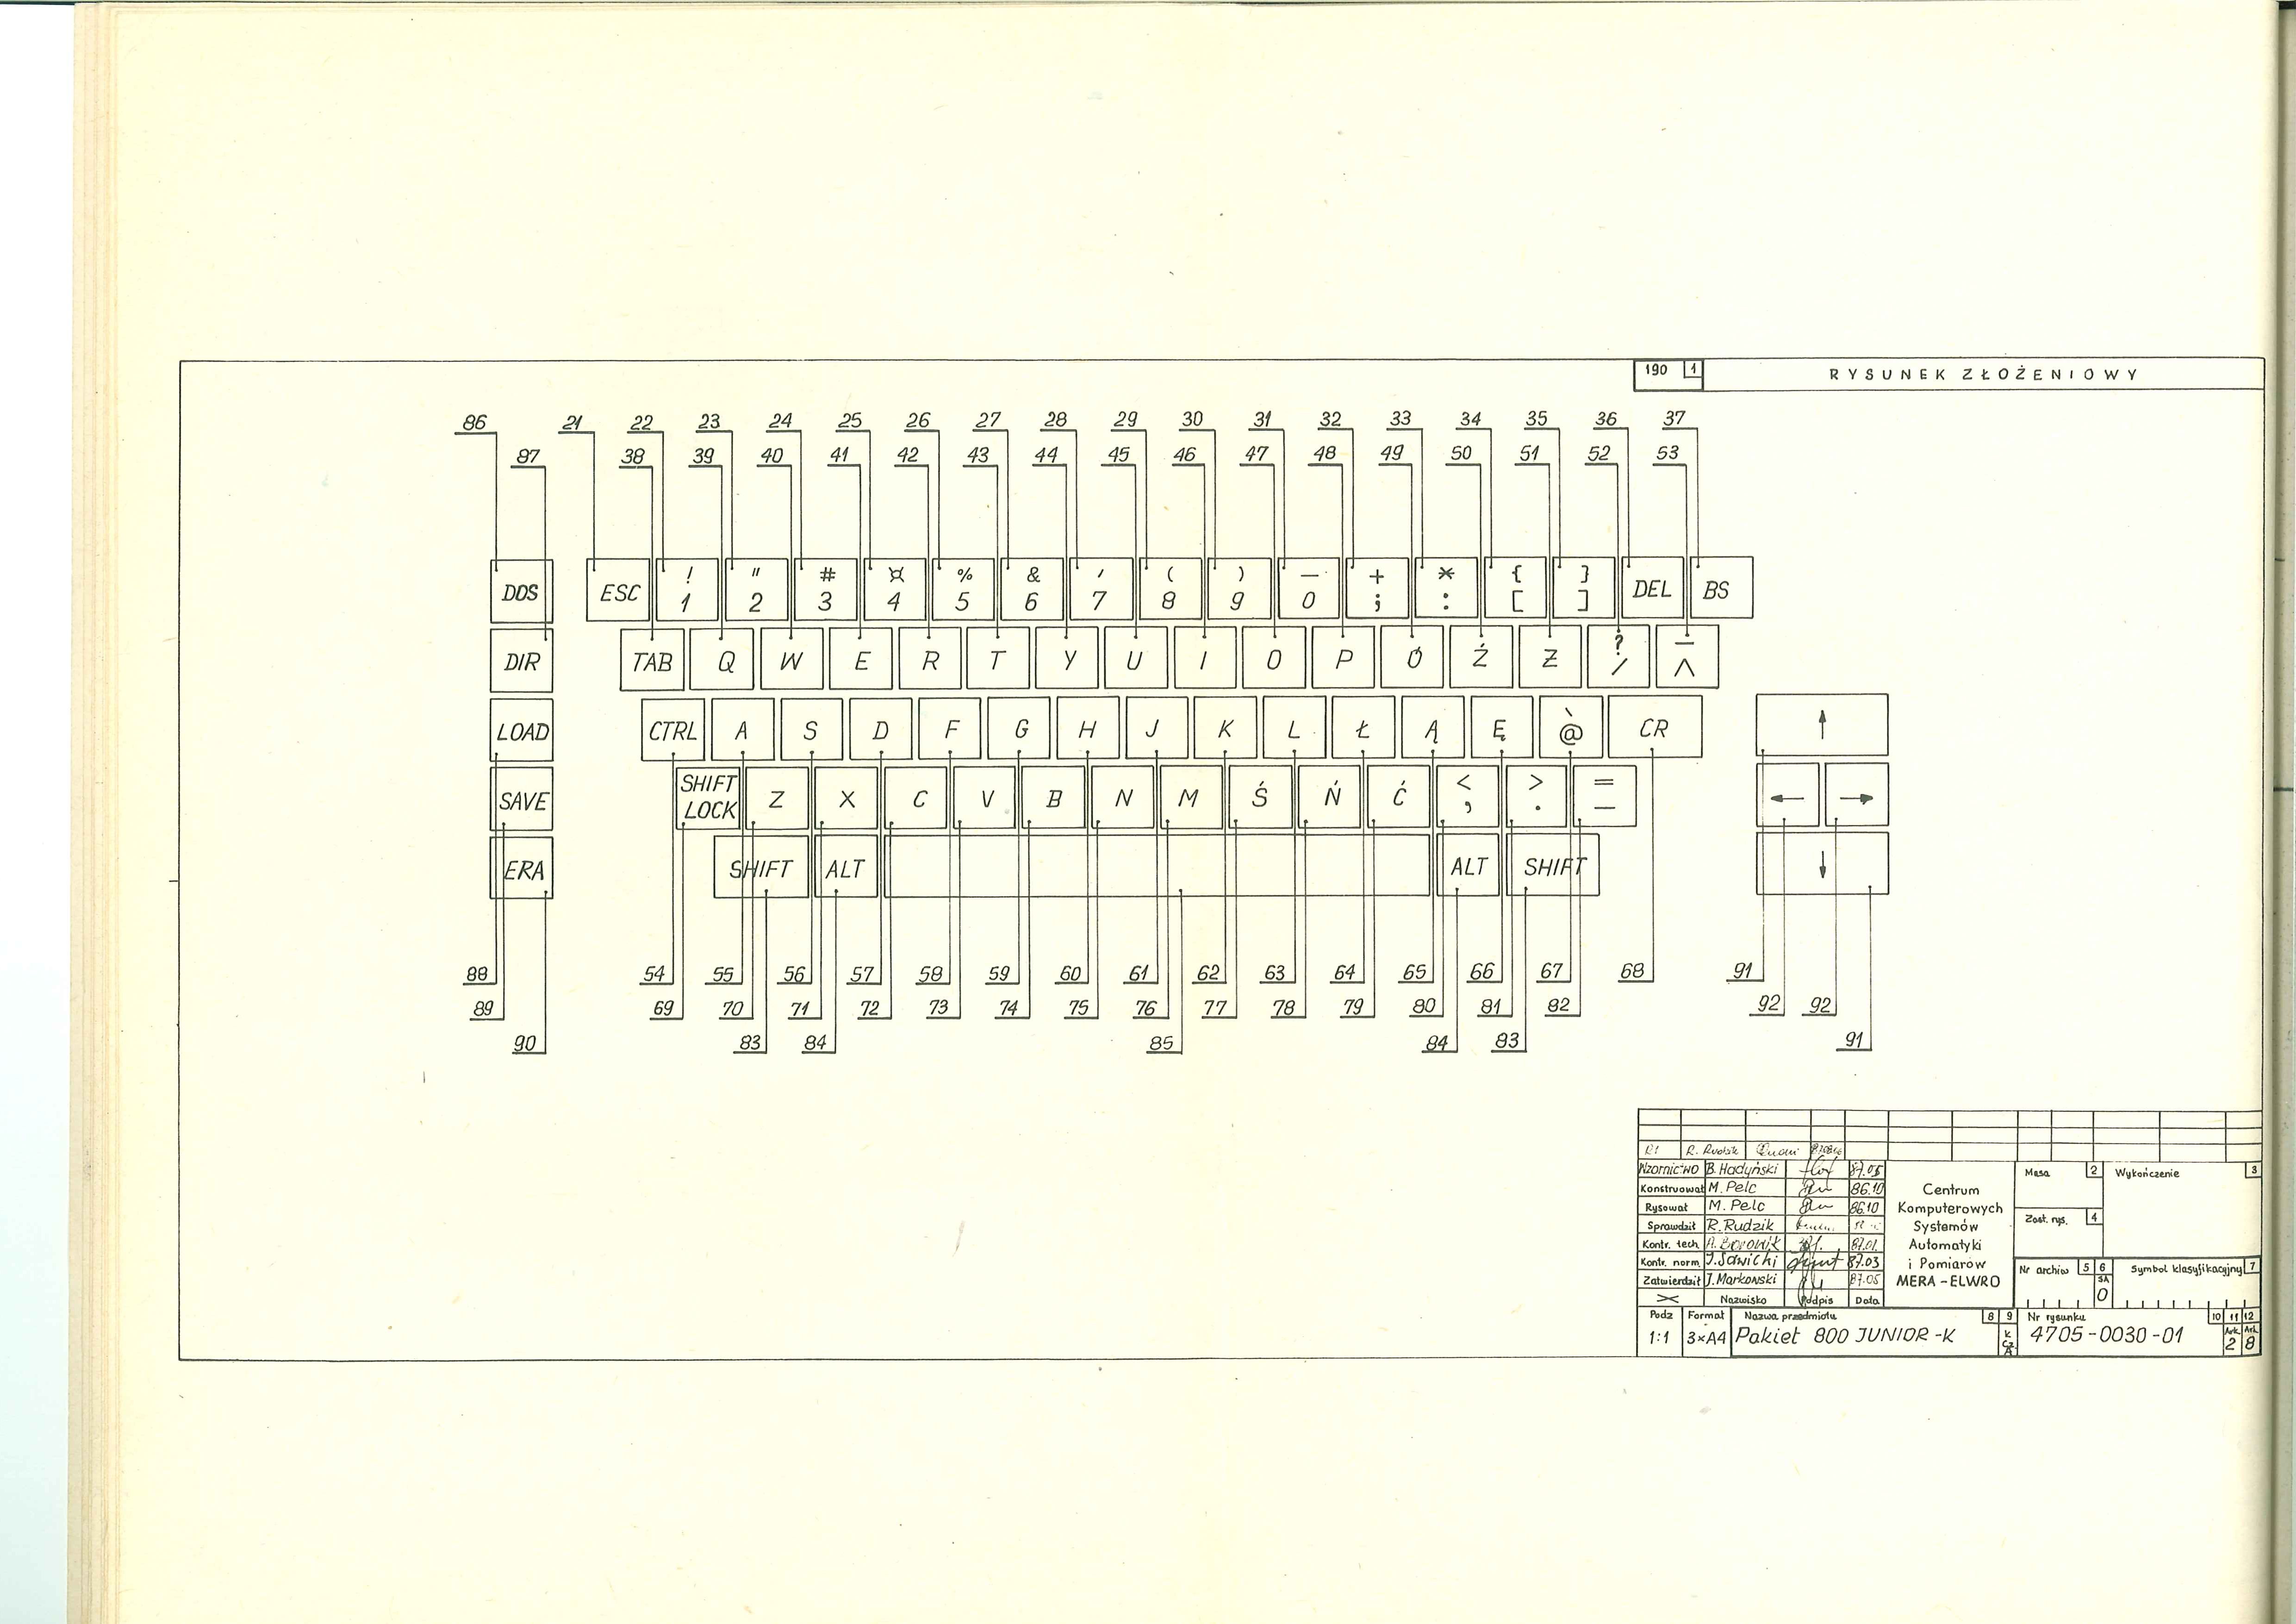 190 1
RYSUNEK ZŁOŻENIOWY
86 21 22 23 24 25 26 27 28 29 30 31 32 33 34 35 36 37
87 38 39 40 41 42 43 44 45 46 47 48 49 50 51 52 53
DDS ESC ! 1 " 2 # 3 ¤ 4 % 5 & 6 ′ 7 ( 8 ) 9 — 0 + ; * : { [ } ] DEL BS
DIR TAB Q W E R T Y U I O P Ó Ź Ƶ ? / — ∧
LOAD CTRL A S D F G H J K L Ł Ą Ę ` @ CR ↑
SAVE SHIFT LOCK Z X C V B N M Ś Ń Ć < , > . = — ← →
ERA SHIFT ALT ALT SHIFT ↓
88 54 55 56 57 58 59 60 61 62 63 64 65 66 67 68 91
89 69 70 71 72 73 74 75 76 77 78 79 80 81 82 92 92
90 83 84 85 84 83 91
R. Rudzik
Wzornictwo B. Hadyński 87.05
Konstruował M. Pelc 86.10
Rysował M. Pelc 86.10
Sprawdził R. Rudzik
Kontr. tech A. Borowik 87.01.
Kontr. norm J. Sawicki 87.03
Zatwierdził J. Markowski 87.05
Nazwisko Podpis Data
Centrum
Komputerowych
Systemów
Automatyki
i Pomiarów
MERA - ELWRO
Masa 2 Wykończenie 3
Zast. rys. 4
Nr archiw 5 6 Symbol klasyfikacyjny 7
SA
0
Podz Format Nazwa przedmiotu 8 9 Nr rysunku 10 11 12
1:1 3×A4 Pakiet 800 JUNIOR -K K Cz A 4705-0030-01 Ark. 2 Ark. 8